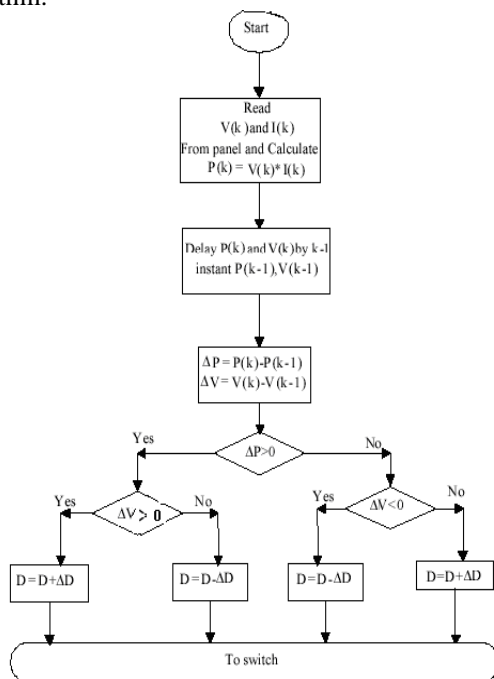 Start
Read
V(k) and I(k)
From panel and Calculate
P(k) = V(k)* I(k)
Delay P(k) and V(k) by k-1
instant P(k-1), V(k-1)
ΔP = P(k)-P(k-1)
ΔV = V(k)-V(k-1)
Yes
ΔP>0
No
Yes
ΔV > 0
No
Yes
ΔV<0
No
D=D+ΔD
D=D-ΔD
D=D-ΔD
D=D+ΔD
To switch